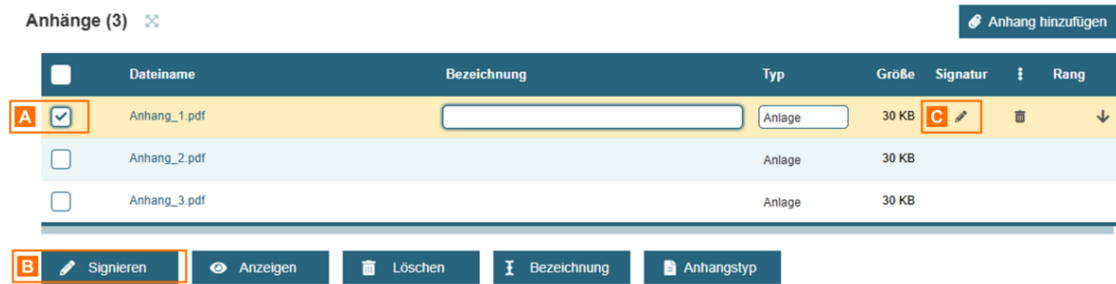 Anhänge (3)
Anhang hinzufügen
Dateiname Bezeichnung Typ Größe Signatur Rang
A Anhang_1.pdf Anlage 30 KB C
Anhang_2.pdf Anlage 30 KB
Anhang_3.pdf Anlage 30 KB
B Signieren Anzeigen Löschen Bezeichnung Anhangstyp